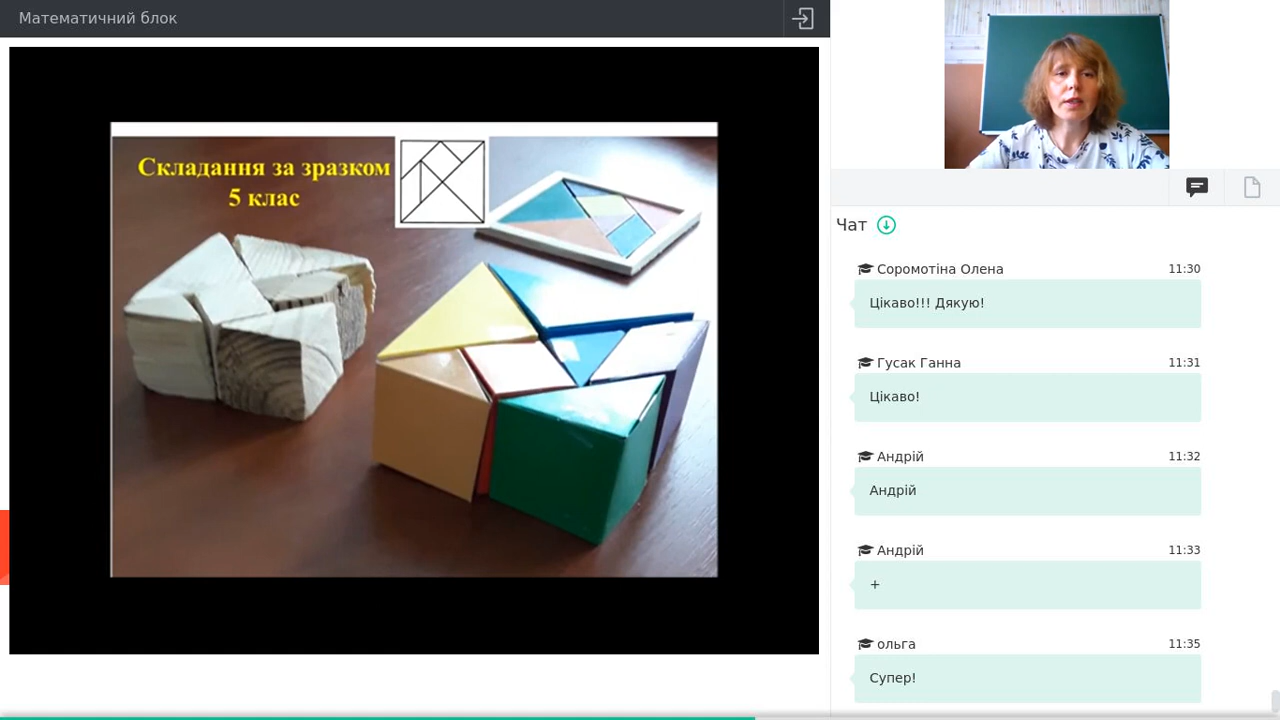 Математичний блок
Складання за зразком
5 клас
Чат
Соромотіна Олена 11:30
Цікаво!!! Дякую!
Гусак Ганна 11:31
Цікаво!
Андрій 11:32
Андрій
Андрій 11:33
+
ольга 11:35
Супер!